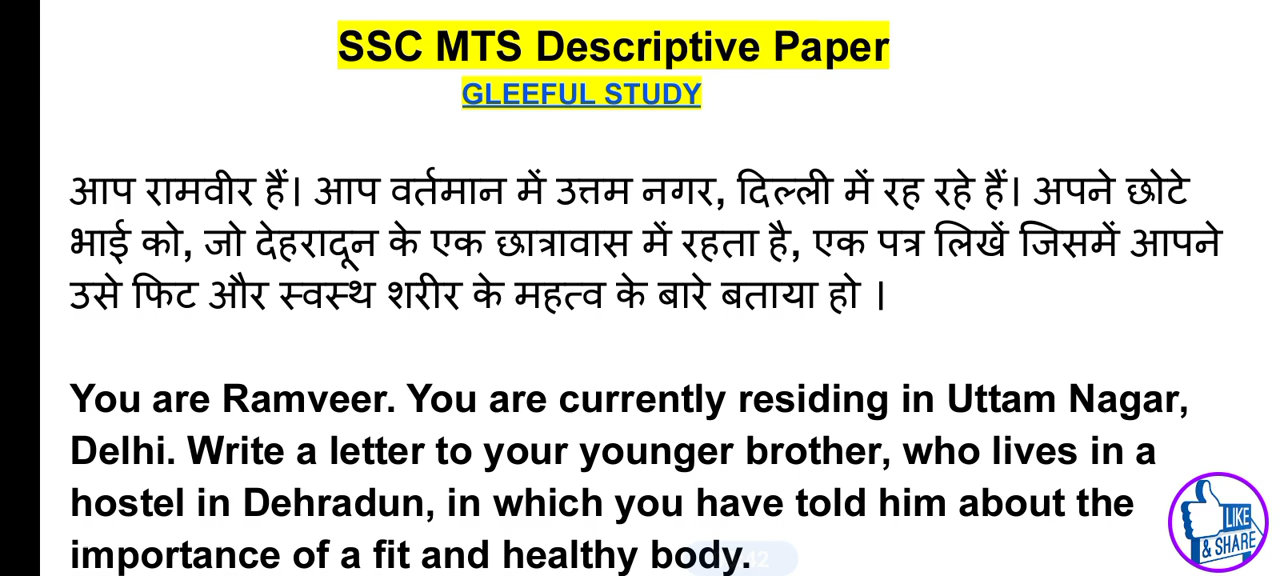 SSC MTS Descriptive Paper
GLEEFUL STUDY
आप रामवीर हैं। आप वर्तमान में उत्तम नगर, दिल्ली में रह रहे हैं। अपने छोटे
भाई को, जो देहरादून के एक छात्रावास में रहता है, एक पत्र लिखें जिसमें आपने
उसे फिट और स्वस्थ शरीर के महत्व के बारे बताया हो ।
You are Ramveer. You are currently residing in Uttam Nagar,
Delhi. Write a letter to your younger brother, who lives in a
hostel in Dehradun, in which you have told him about the
importance of a fit and healthy body.
LIKE
& SHARE